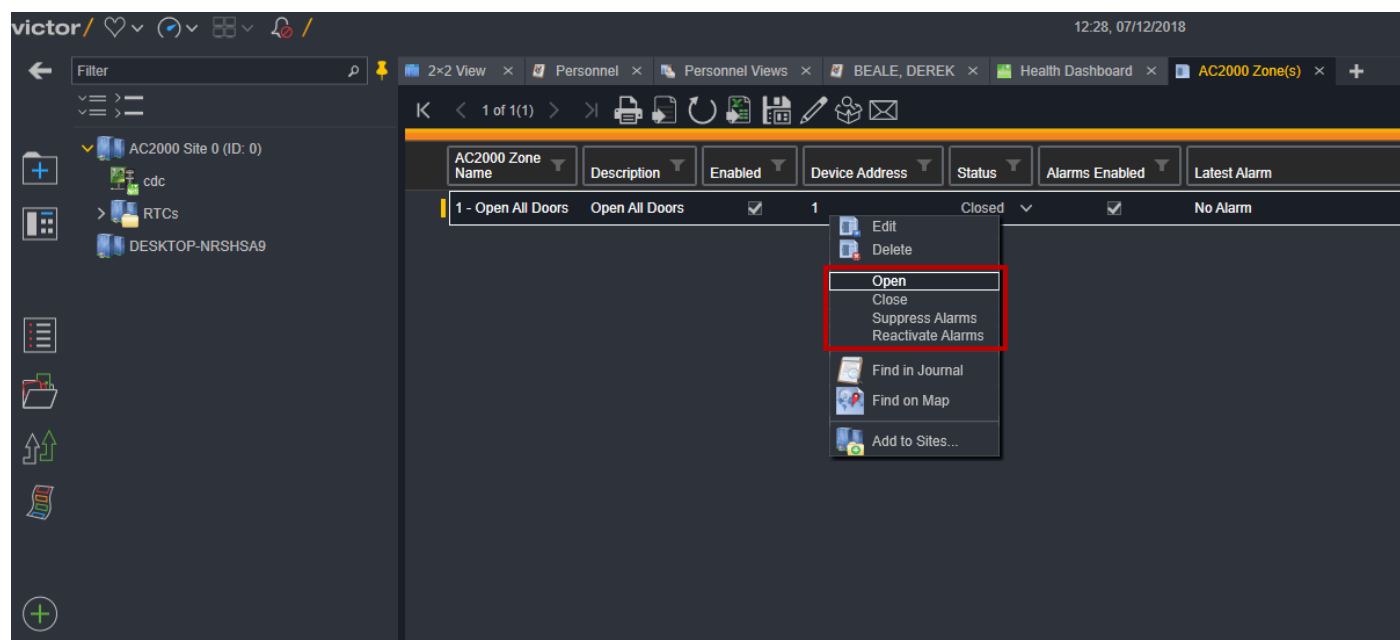 victor/
12:28, 07/12/2018
Filter
2×2 View
Personnel
Personnel Views
BEALE, DEREK
Health Dashboard
AC2000 Zone(s)
1 of 1(1)
AC2000 Site 0 (ID: 0)
cdc
RTCs
DESKTOP-NRSHSA9
AC2000 Zone
Name
Description
Enabled
Device Address
Status
Alarms Enabled
Latest Alarm
1 - Open All Doors
Open All Doors
1
Closed
No Alarm
Edit
Delete
Open
Close
Suppress Alarms
Reactivate Alarms
Find in Journal
Find on Map
Add to Sites...